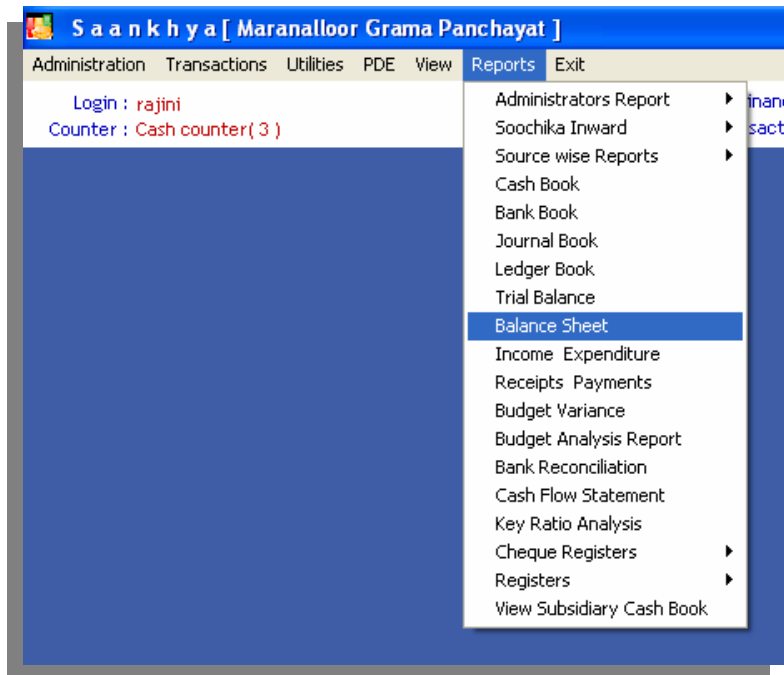 S a a n k h y a [ Maranalloor Grama Panchayat ]
Administration Transactions Utilities PDE View Reports Exit
Login : rajini
Counter : Cash counter( 3 )
Administrators Report
Soochika Inward
Source wise Reports
Cash Book
Bank Book
Journal Book
Ledger Book
Trial Balance
Balance Sheet
Income Expenditure
Receipts Payments
Budget Variance
Budget Analysis Report
Bank Reconciliation
Cash Flow Statement
Key Ratio Analysis
Cheque Registers
Registers
View Subsidiary Cash Book